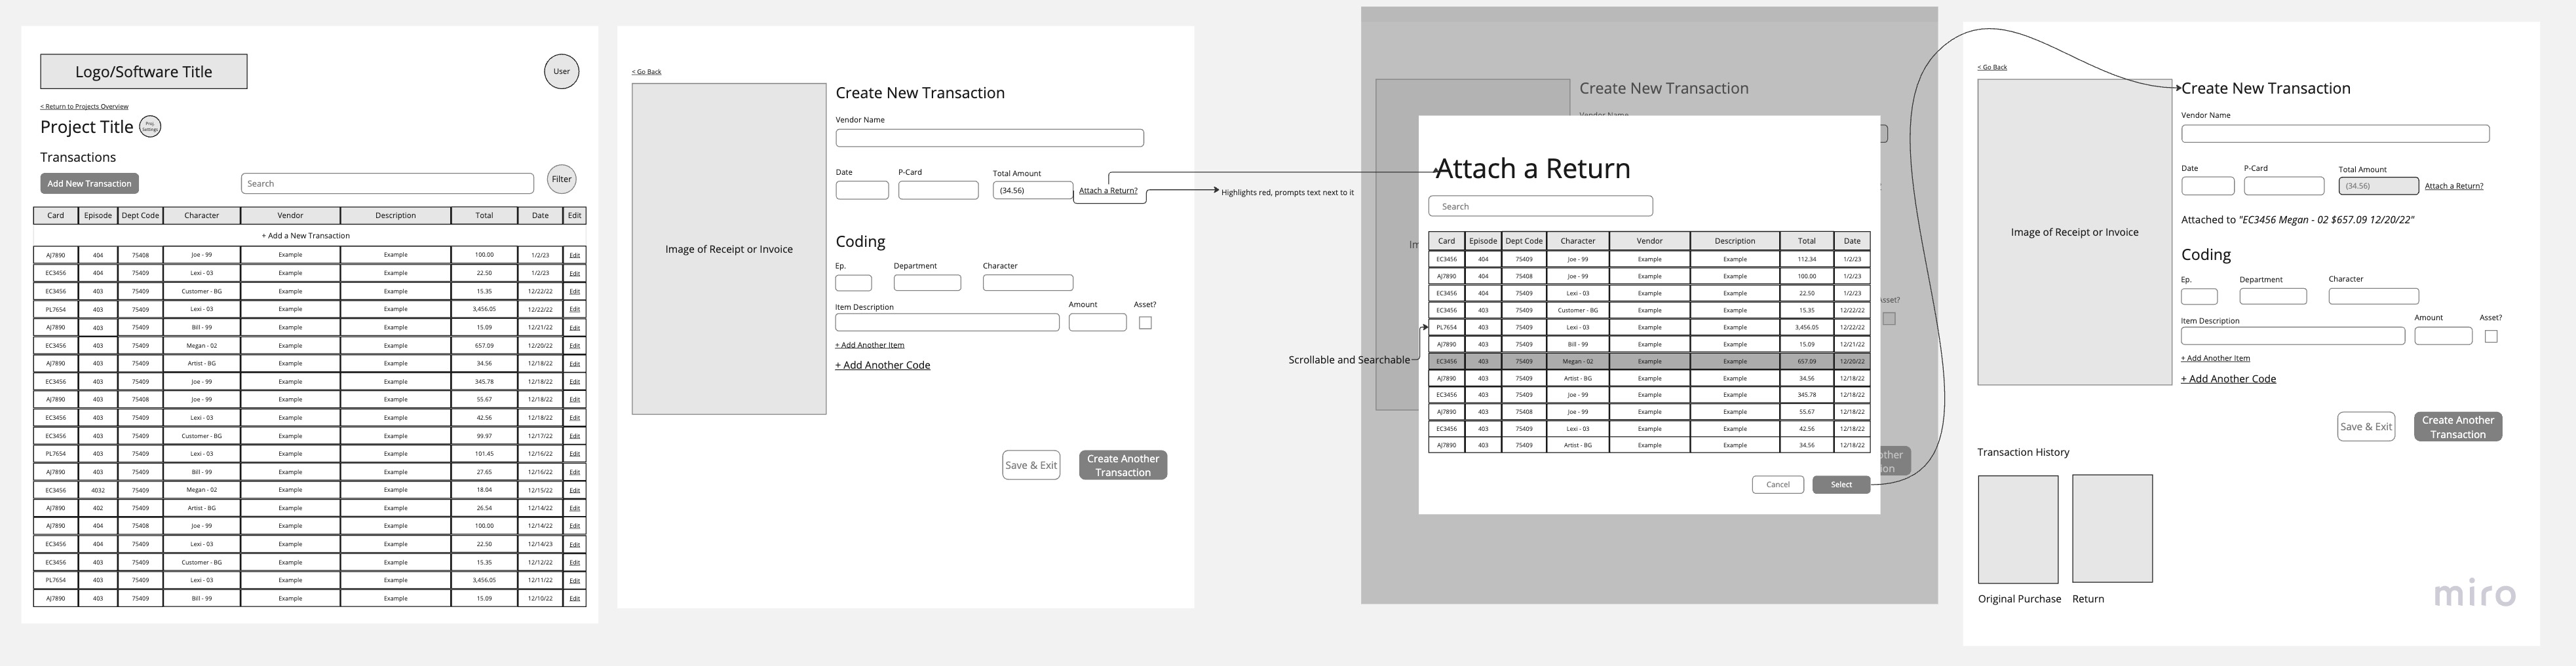 Logo/Software Title
User
< Return to Projects Overview
Project Title
Proj. Settings
Transactions
Add New Transaction
Search
Filter
Card Episode Dept Code Character Vendor Description Total Date Edit
+ Add a New Transaction
AJ7890 404 75408 Joe - 99 Example Example 100.00 1/2/23 Edit
EC3456 404 75409 Lexi - 03 Example Example 22.50 1/2/23 Edit
EC3456 403 75409 Customer - BG Example Example 15.35 12/22/22 Edit
PL7654 403 75409 Lexi - 03 Example Example 3,456.05 12/22/22 Edit
AJ7890 403 75409 Bill - 99 Example Example 15.09 12/21/22 Edit
EC3456 403 75409 Megan - 02 Example Example 657.09 12/20/22 Edit
AJ7890 403 75409 Artist - BG Example Example 34.56 12/18/22 Edit
EC3456 403 75409 Joe - 99 Example Example 345.78 12/18/22 Edit
AJ7890 403 75408 Joe - 99 Example Example 55.67 12/18/22 Edit
EC3456 403 75409 Lexi - 03 Example Example 42.56 12/18/22 Edit
EC3456 403 75409 Customer - BG Example Example 99.97 12/17/22 Edit
PL7654 403 75409 Lexi - 03 Example Example 101.45 12/16/22 Edit
AJ7890 403 75409 Bill - 99 Example Example 27.65 12/16/22 Edit
EC3456 4032 75409 Megan - 02 Example Example 18.04 12/15/22 Edit
AJ7890 402 75409 Artist - BG Example Example 26.54 12/14/22 Edit
AJ7890 404 75408 Joe - 99 Example Example 100.00 12/14/22 Edit
EC3456 404 75409 Lexi - 03 Example Example 22.50 12/14/23 Edit
EC3456 403 75409 Customer - BG Example Example 15.35 12/12/22 Edit
PL7654 403 75409 Lexi - 03 Example Example 3,456.05 12/11/22 Edit
AJ7890 403 75409 Bill - 99 Example Example 15.09 12/10/22 Edit
< Go Back
Image of Receipt or Invoice
Create New Transaction
Vendor Name
Date P-Card Total Amount
(34.56) Attach a Return?
Highlights red, prompts text next to it
Coding
Ep. Department Character
Item Description Amount Asset?
+ Add Another Item
+ Add Another Code
Save & Exit
Create Another
Transaction
Scrollable and Searchable
Create New Transaction
Vendor Name
Im
Asset?
other
ion
Attach a Return
Search
Card Episode Dept Code Character Vendor Description Total Date
EC3456 404 75409 Joe - 99 Example Example 112.34 1/2/23
AJ7890 404 75408 Joe - 99 Example Example 100.00 1/2/23
EC3456 404 75409 Lexi - 03 Example Example 22.50 1/2/23
EC3456 403 75409 Customer - BG Example Example 15.35 12/22/22
PL7654 403 75409 Lexi - 03 Example Example 3,456.05 12/22/22
AJ7890 403 75409 Bill - 99 Example Example 15.09 12/21/22
EC3456 403 75409 Megan - 02 Example Example 657.09 12/20/22
AJ7890 403 75409 Artist - BG Example Example 34.56 12/18/22
EC3456 403 75409 Joe - 99 Example Example 345.78 12/18/22
AJ7890 403 75408 Joe - 99 Example Example 55.67 12/18/22
EC3456 403 75409 Lexi - 03 Example Example 42.56 12/18/22
AJ7890 403 75409 Artist - BG Example Example 34.56 12/18/22
Cancel
Select
< Go Back
Image of Receipt or Invoice
Create New Transaction
Vendor Name
Date P-Card Total Amount
(34.56) Attach a Return?
Attached to "EC3456 Megan - 02 $657.09 12/20/22"
Coding
Ep. Department Character
Item Description Amount Asset?
+ Add Another Item
+ Add Another Code
Save & Exit
Create Another
Transaction
Transaction History
Original Purchase Return
miro